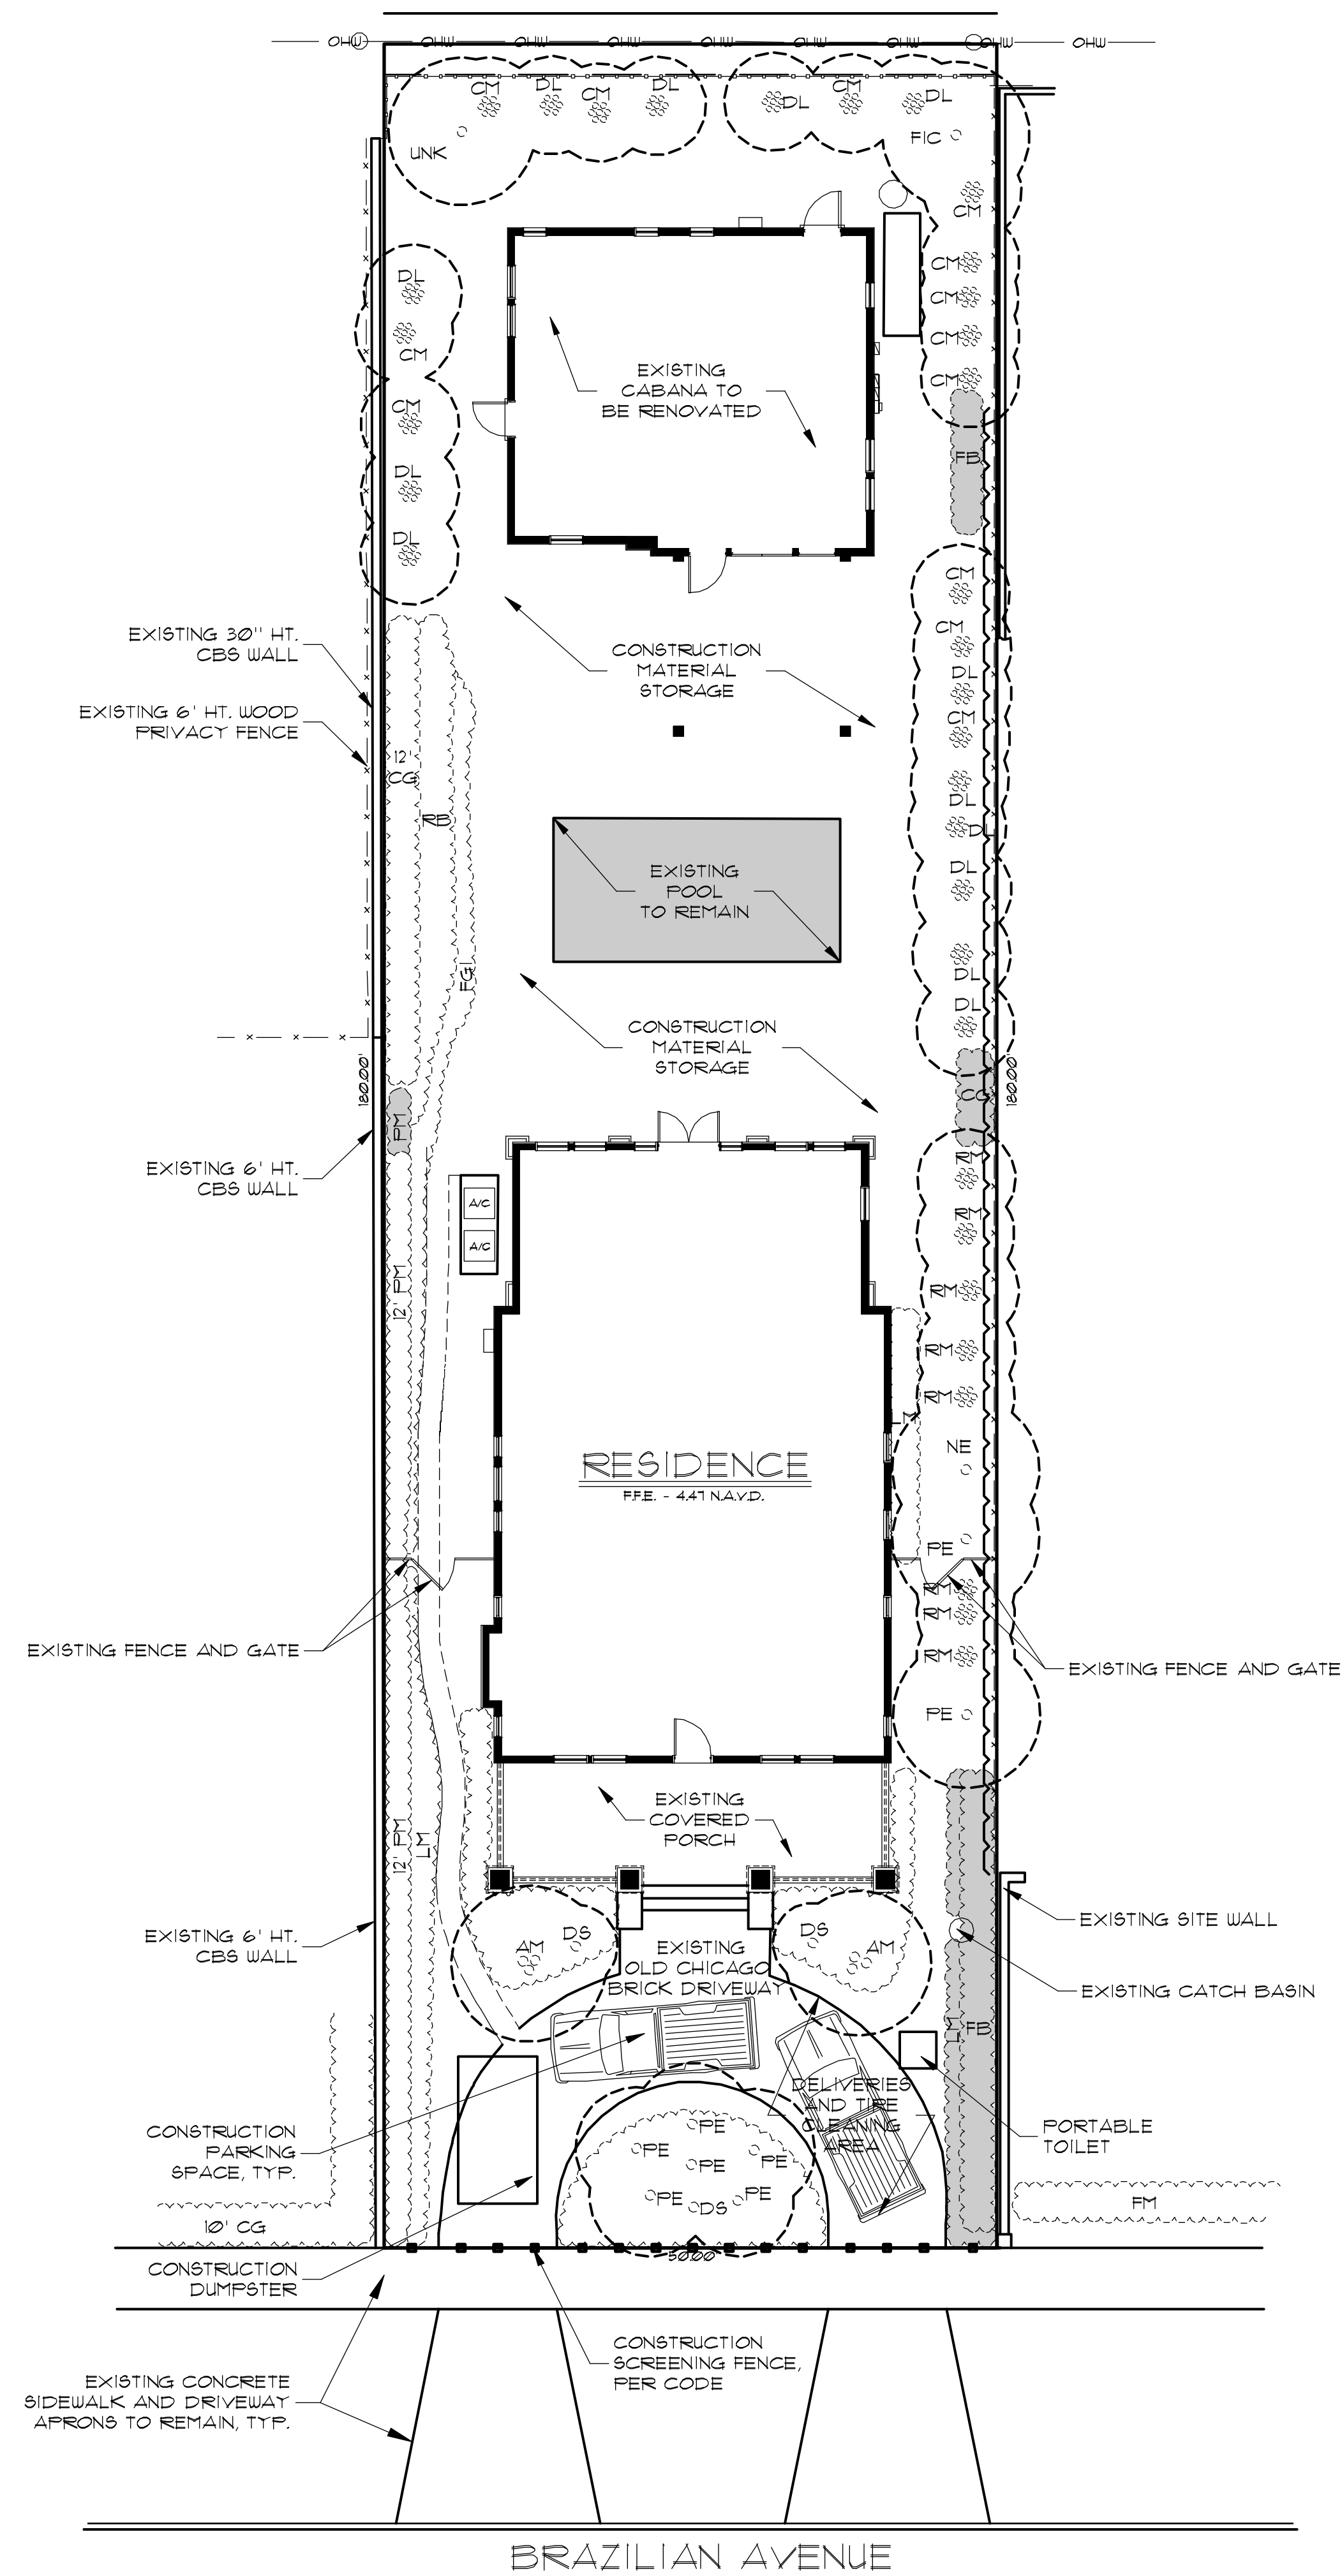 OHW OHW OHW OHW OHW OHW OHW OHW OHW
CM DL CM DL DL CM DL
UNK
FIC
CM
CM
CM
CM
CM
DL
CM
CM
DL
DL
EXISTING
CABANA TO
BE RENOVATED
FB
EXISTING 30" HT.
CBS WALL
EXISTING 6' HT. WOOD
PRIVACY FENCE
CONSTRUCTION
MATERIAL
STORAGE
CM
CM
DL
CM
DL
DL
DL
DL
DL
12'
CG
RB
FGI
EXISTING
POOL
TO REMAIN
CONSTRUCTION
MATERIAL
STORAGE
180.00'
180.00'
CG
PM
EXISTING 6' HT.
CBS WALL
A/C
A/C
12' PM
RM
RM
RM
RM
RM
NE
LM
PE
RM
RM
RM
PE
RESIDENCE
F.F.E. - 4.47 N.A.V.D.
EXISTING FENCE AND GATE
EXISTING FENCE AND GATE
EXISTING
COVERED
PORCH
12' PM
LM
EXISTING 6' HT.
CBS WALL
AM DS
DS AM
EXISTING
OLD CHICAGO
BRICK DRIVEWAY
EXISTING SITE WALL
EXISTING CATCH BASIN
FB
DELIVERIES
AND TIRE
CLEANING
AREA
PORTABLE
TOILET
CONSTRUCTION
PARKING
SPACE, TYP.
PE
PE PE
PE
PE DS PE
10' CG
FM
CONSTRUCTION
DUMPSTER
50.00'
CONSTRUCTION
SCREENING FENCE,
PER CODE
EXISTING CONCRETE
SIDEWALK AND DRIVEWAY
APRONS TO REMAIN, TYP.
BRAZILIAN AVENUE